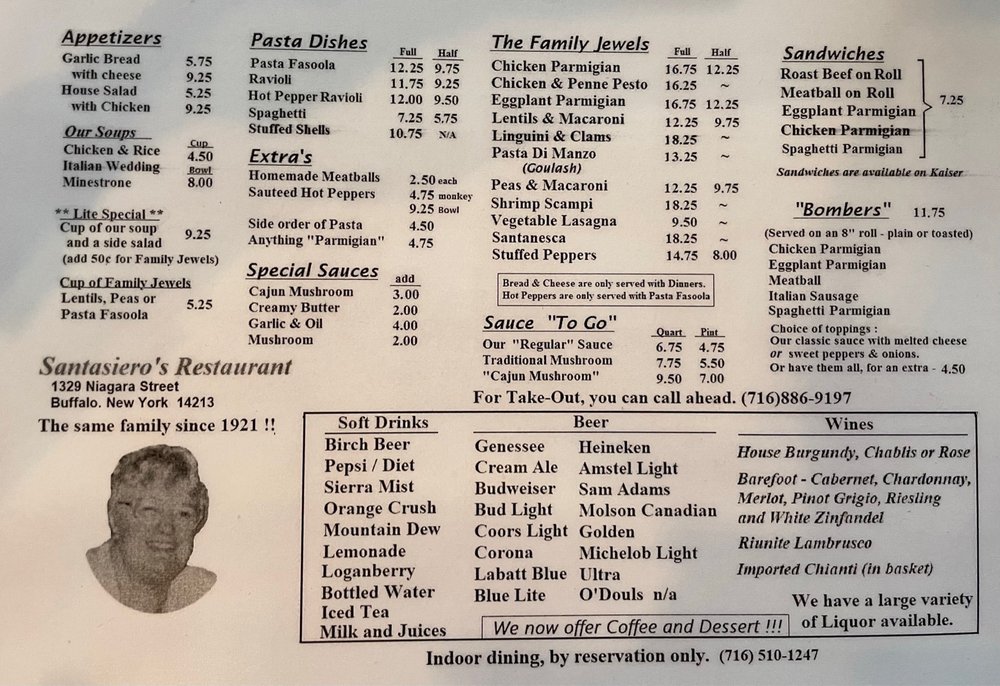 Appetizers
Garlic Bread 5.75
with cheese 9.25
House Salad 5.25
with Chicken 9.25
Our Soups
Cup
Chicken & Rice 4.50
Italian Wedding Bowl
Minestrone 8.00
** Lite Special **
Cup of our soup
and a side salad 9.25
(add 50¢ for Family Jewels)
Cup of Family Jewels
Lentils, Peas or 5.25
Pasta Fasoola
Pasta Dishes Full Half
Pasta Fasoola 12.25 9.75
Ravioli 11.75 9.25
Hot Pepper Ravioli 12.00 9.50
Spaghetti 7.25 5.75
Stuffed Shells 10.75 N/A
Extra's
Homemade Meatballs 2.50 each
Sauteed Hot Peppers 4.75 monkey
9.25 Bowl
Side order of Pasta 4.50
Anything "Parmigian" 4.75
Special Sauces add
Cajun Mushroom 3.00
Creamy Butter 2.00
Garlic & Oil 4.00
Mushroom 2.00
The Family Jewels Full Half
Chicken Parmigian 16.75 12.25
Chicken & Penne Pesto 16.25 ~
Eggplant Parmigian 16.75 12.25
Lentils & Macaroni 12.25 9.75
Linguini & Clams 18.25 ~
Pasta Di Manzo 13.25 ~
(Goulash)
Peas & Macaroni 12.25 9.75
Shrimp Scampi 18.25 ~
Vegetable Lasagna 9.50 ~
Santanesca 18.25 ~
Stuffed Peppers 14.75 8.00
Bread & Cheese are only served with Dinners.
Hot Peppers are only served with Pasta Fasoola
Sauce "To Go" Quart Pint
Our "Regular" Sauce 6.75 4.75
Traditional Mushroom 7.75 5.50
"Cajun Mushroom" 9.50 7.00
Sandwiches
Roast Beef on Roll
Meatball on Roll
Eggplant Parmigian 7.25
Chicken Parmigian
Spaghetti Parmigian
Sandwiches are available on Kaiser
"Bombers" 11.75
(Served on an 8" roll - plain or toasted)
Chicken Parmigian
Eggplant Parmigian
Meatball
Italian Sausage
Spaghetti Parmigian
Choice of toppings :
Our classic sauce with melted cheese
or sweet peppers & onions.
Or have them all, for an extra - 4.50
For Take-Out, you can call ahead. (716)886-9197
Santasiero's Restaurant
1329 Niagara Street
Buffalo. New York 14213
The same family since 1921 !!
Soft Drinks
Birch Beer
Pepsi / Diet
Sierra Mist
Orange Crush
Mountain Dew
Lemonade
Loganberry
Bottled Water
Iced Tea
Milk and Juices
Beer
Genessee Heineken
Cream Ale Amstel Light
Budweiser Sam Adams
Bud Light Molson Canadian
Coors Light Golden
Corona Michelob Light
Labatt Blue Ultra
Blue Lite O'Douls n/a
Wines
House Burgundy, Chablis or Rose
Barefoot - Cabernet, Chardonnay,
Merlot, Pinot Grigio, Riesling
and White Zinfandel
Riunite Lambrusco
Imported Chianti (in basket)
We have a large variety
of Liquor available.
We now offer Coffee and Dessert !!!
Indoor dining, by reservation only. (716) 510-1247